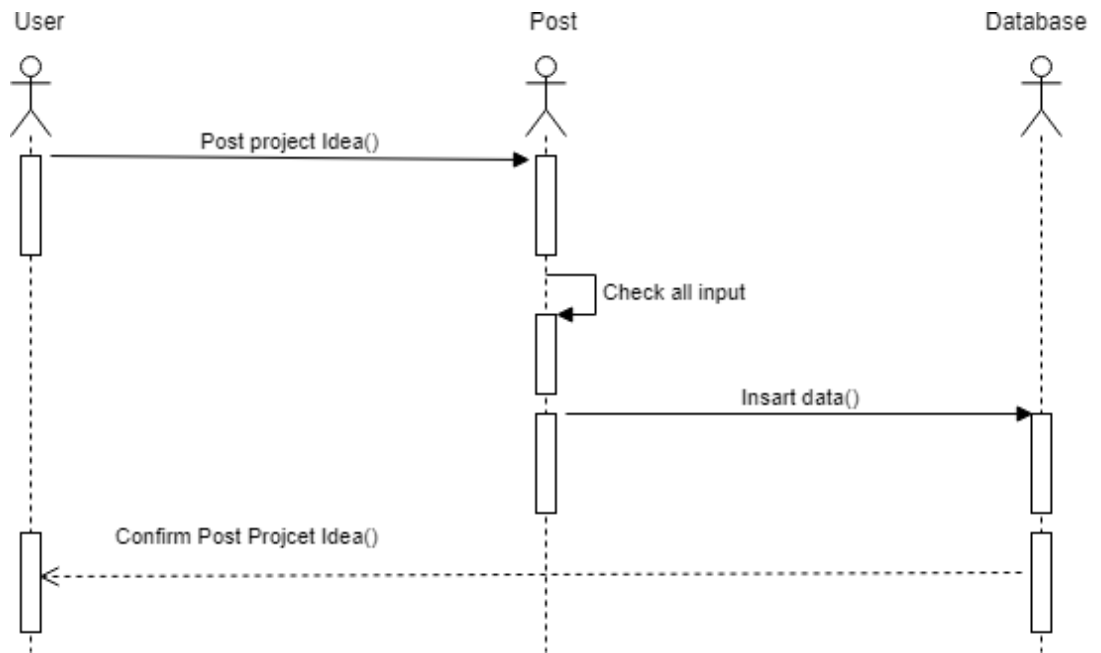 User
Post
Database
Post project Idea()
Check all input
Insart data()
Confirm Post Projcet Idea()